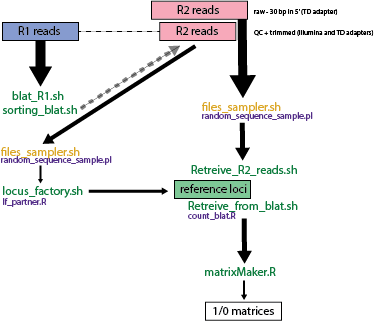 R2 reads
raw - 30 bp in 5' (TD adapter)
R1 reads
R2 reads
QC + trimmed (illumina and TD adapters)
blat_R1.sh
sorting_blat.sh
files_sampler.sh
random_sequence_sample.pl
files_sampler.sh
random_sequence_sample.pl
Retreive_R2_reads.sh
locus_factory.sh
lf_partner.R
reference loci
Retreive_from_blat.sh
count_blat.R
matrixMaker.R
1/0 matrices